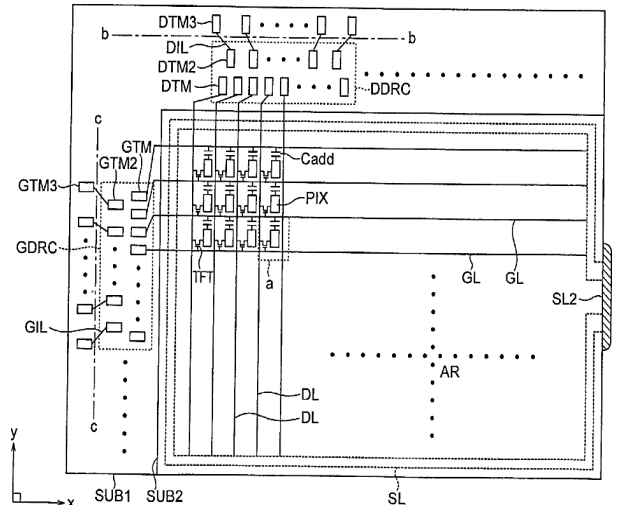 DTM3
b
b
DIL
DTM2
DTM
DDRC
c
GTM
GTM2
GTM3
Cadd
PIX
GDRC
TFT
a
GL
GL
SL2
GIL
AR
DL
DL
c
y
x
SUB1
SUB2
SL